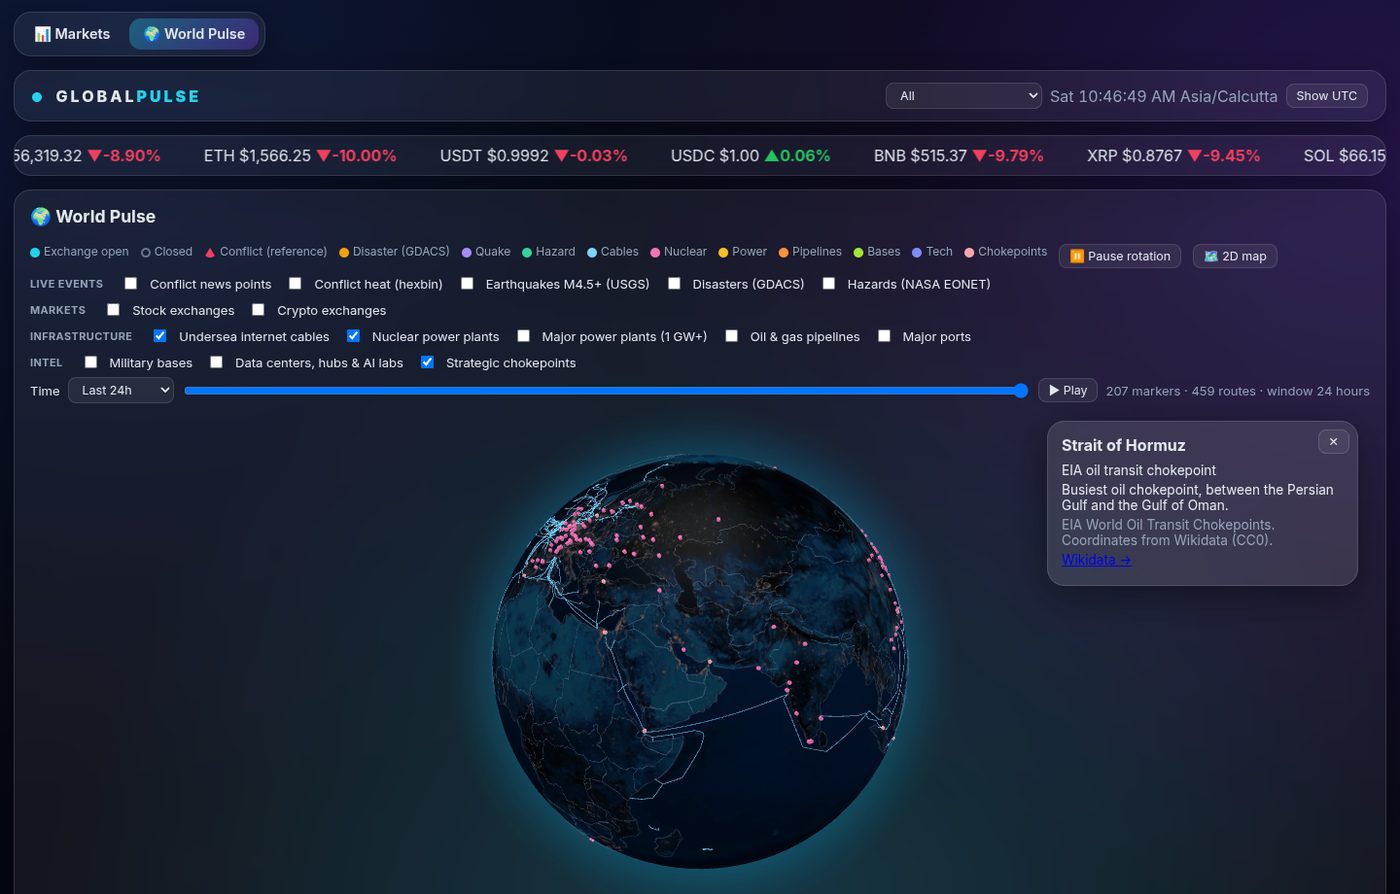 📊 Markets 🌍 World Pulse
GLOBALPULSE All Sat 10:46:49 AM Asia/Calcutta Show UTC
56,319.32 ▼-8.90% ETH $1,566.25 ▼-10.00% USDT $0.9992 ▼-0.03% USDC $1.00 ▲0.06% BNB $515.37 ▼-9.79% XRP $0.8767 ▼-9.45% SOL $66.15
🌍 World Pulse
Exchange open Closed Conflict (reference) Disaster (GDACS) Quake Hazard Cables Nuclear Power Pipelines Bases Tech Chokepoints ⏸ Pause rotation 🗺️ 2D map
LIVE EVENTS Conflict news points Conflict heat (hexbin) Earthquakes M4.5+ (USGS) Disasters (GDACS) Hazards (NASA EONET)
MARKETS Stock exchanges Crypto exchanges
INFRASTRUCTURE Undersea internet cables Nuclear power plants Major power plants (1 GW+) Oil & gas pipelines Major ports
INTEL Military bases Data centers, hubs & AI labs Strategic chokepoints
Time Last 24h ▶ Play 207 markers · 459 routes · window 24 hours
Strait of Hormuz ✕
EIA oil transit chokepoint
Busiest oil chokepoint, between the Persian
Gulf and the Gulf of Oman.
EIA World Oil Transit Chokepoints.
Coordinates from Wikidata (CC0).
Wikidata →